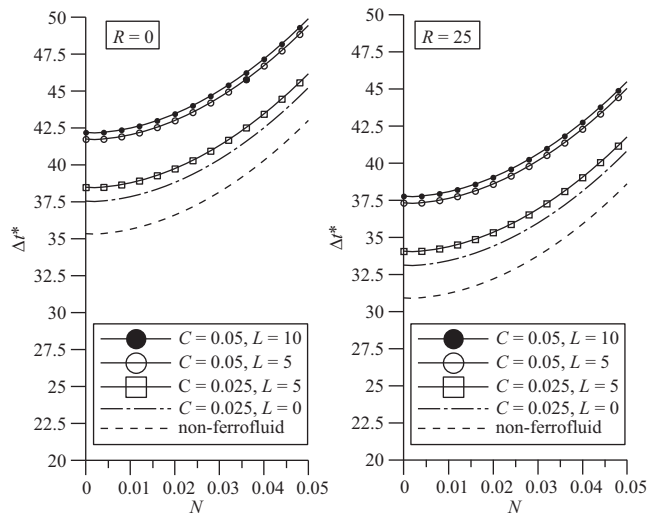 50
47.5
45
42.5
40
37.5
35
32.5
30
27.5
25
22.5
20
Δt*
R = 0
C = 0.05, L = 10
C = 0.05, L = 5
C = 0.025, L = 5
C = 0.025, L = 0
non-ferrofluid
0 0.01 0.02 0.03 0.04 0.05
N
50
47.5
45
42.5
40
37.5
35
32.5
30
27.5
25
22.5
20
Δt*
R = 25
C = 0.05, L = 10
C = 0.05, L = 5
C = 0.025, L = 5
C = 0.025, L = 0
non-ferrofluid
0 0.01 0.02 0.03 0.04 0.05
N